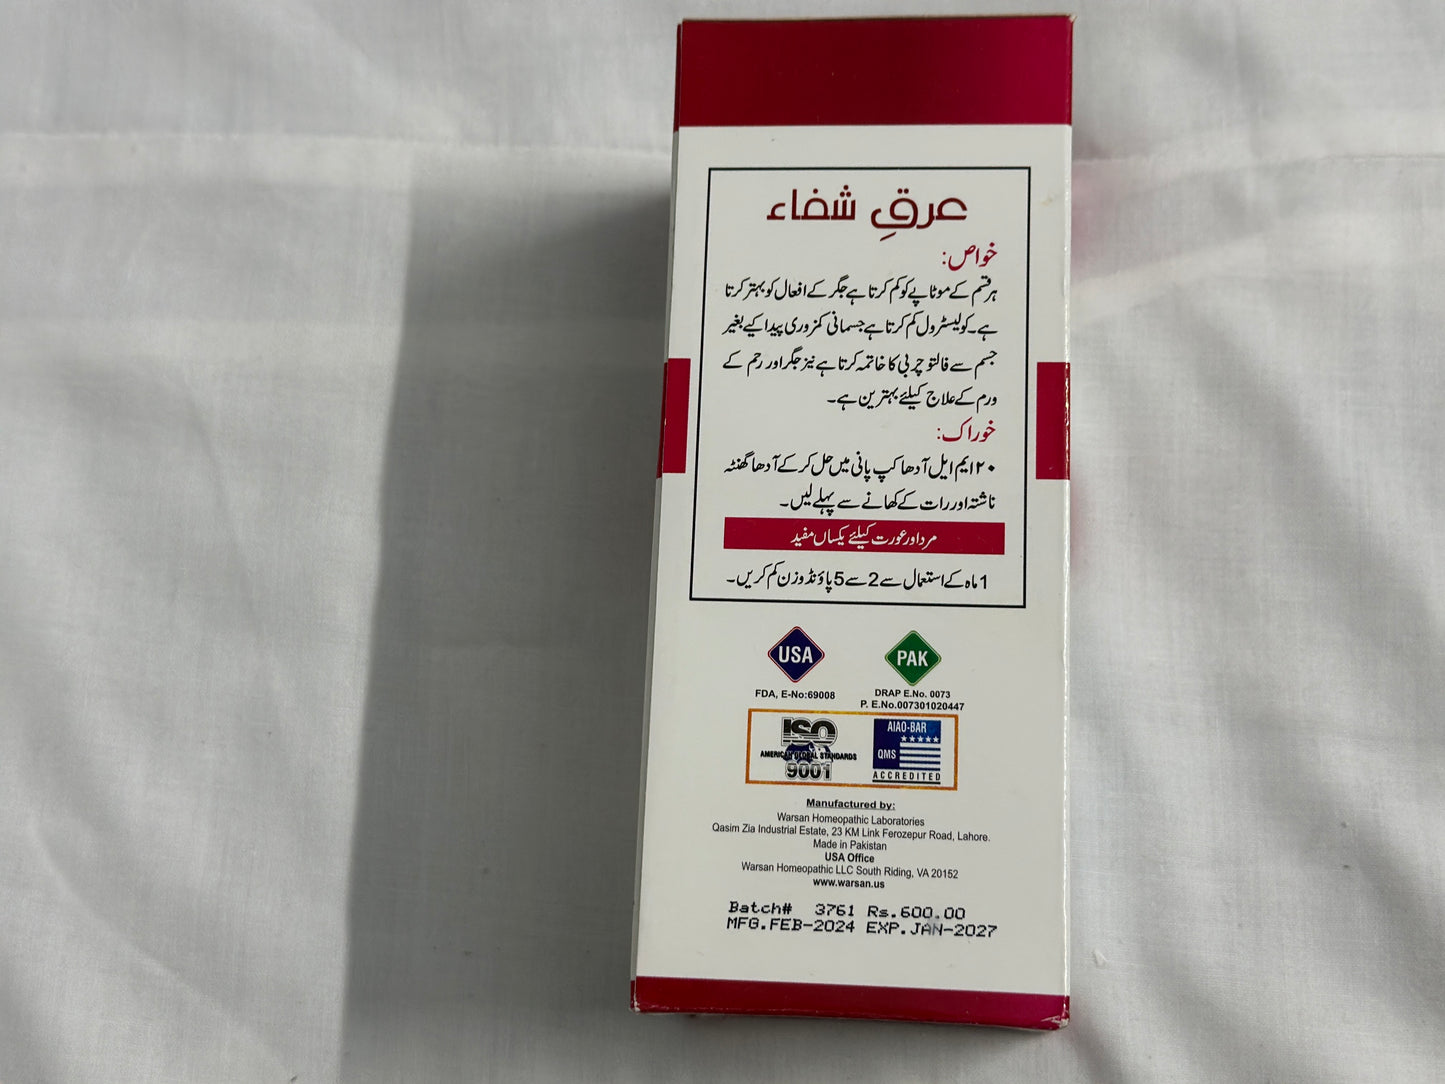 عرقِ شفاء
خواص:
ہر قسم کے موٹاپے کو کم کرتا ہے جگر کے افعال کو بہتر کرتا
ہے۔ کولیسٹرول کم کرتا ہے جسمانی کمزوری پیدا کیے بغیر
جسم سے فالتو چربی کا خاتمہ کرتا ہے نیز جگر اور رحم کے
ورم کے علاج کیلئے بہترین ہے۔
خوراک:
۲۰ ایم ایل آدھا کپ پانی میں حل کر کے آدھا گھنٹہ
ناشتہ اور رات کے کھانے سے پہلے لیں۔
مرد اور عورت کیلئے یکساں مفید
1 ماہ کے استعمال سے 2 سے 5 پاؤنڈ وزن کم کریں۔
USA
PAK
FDA, E-No:69008
DRAP E.No. 0073
P. E.No.007301020447
ISO
AMERICAN GLOBAL STANDARDS
9001
AIAO-BAR
QMS
ACCREDITED
Manufactured by:
Warsan Homeopathic Laboratories
Qasim Zia Industrial Estate, 23 KM Link Ferozepur Road, Lahore.
Made in Pakistan
USA Office
Warsan Homeopathic LLC South Riding, VA 20152
www.warsan.us
Batch# 3761 Rs.600.00
MFG.FEB-2024 EXP.JAN-2027